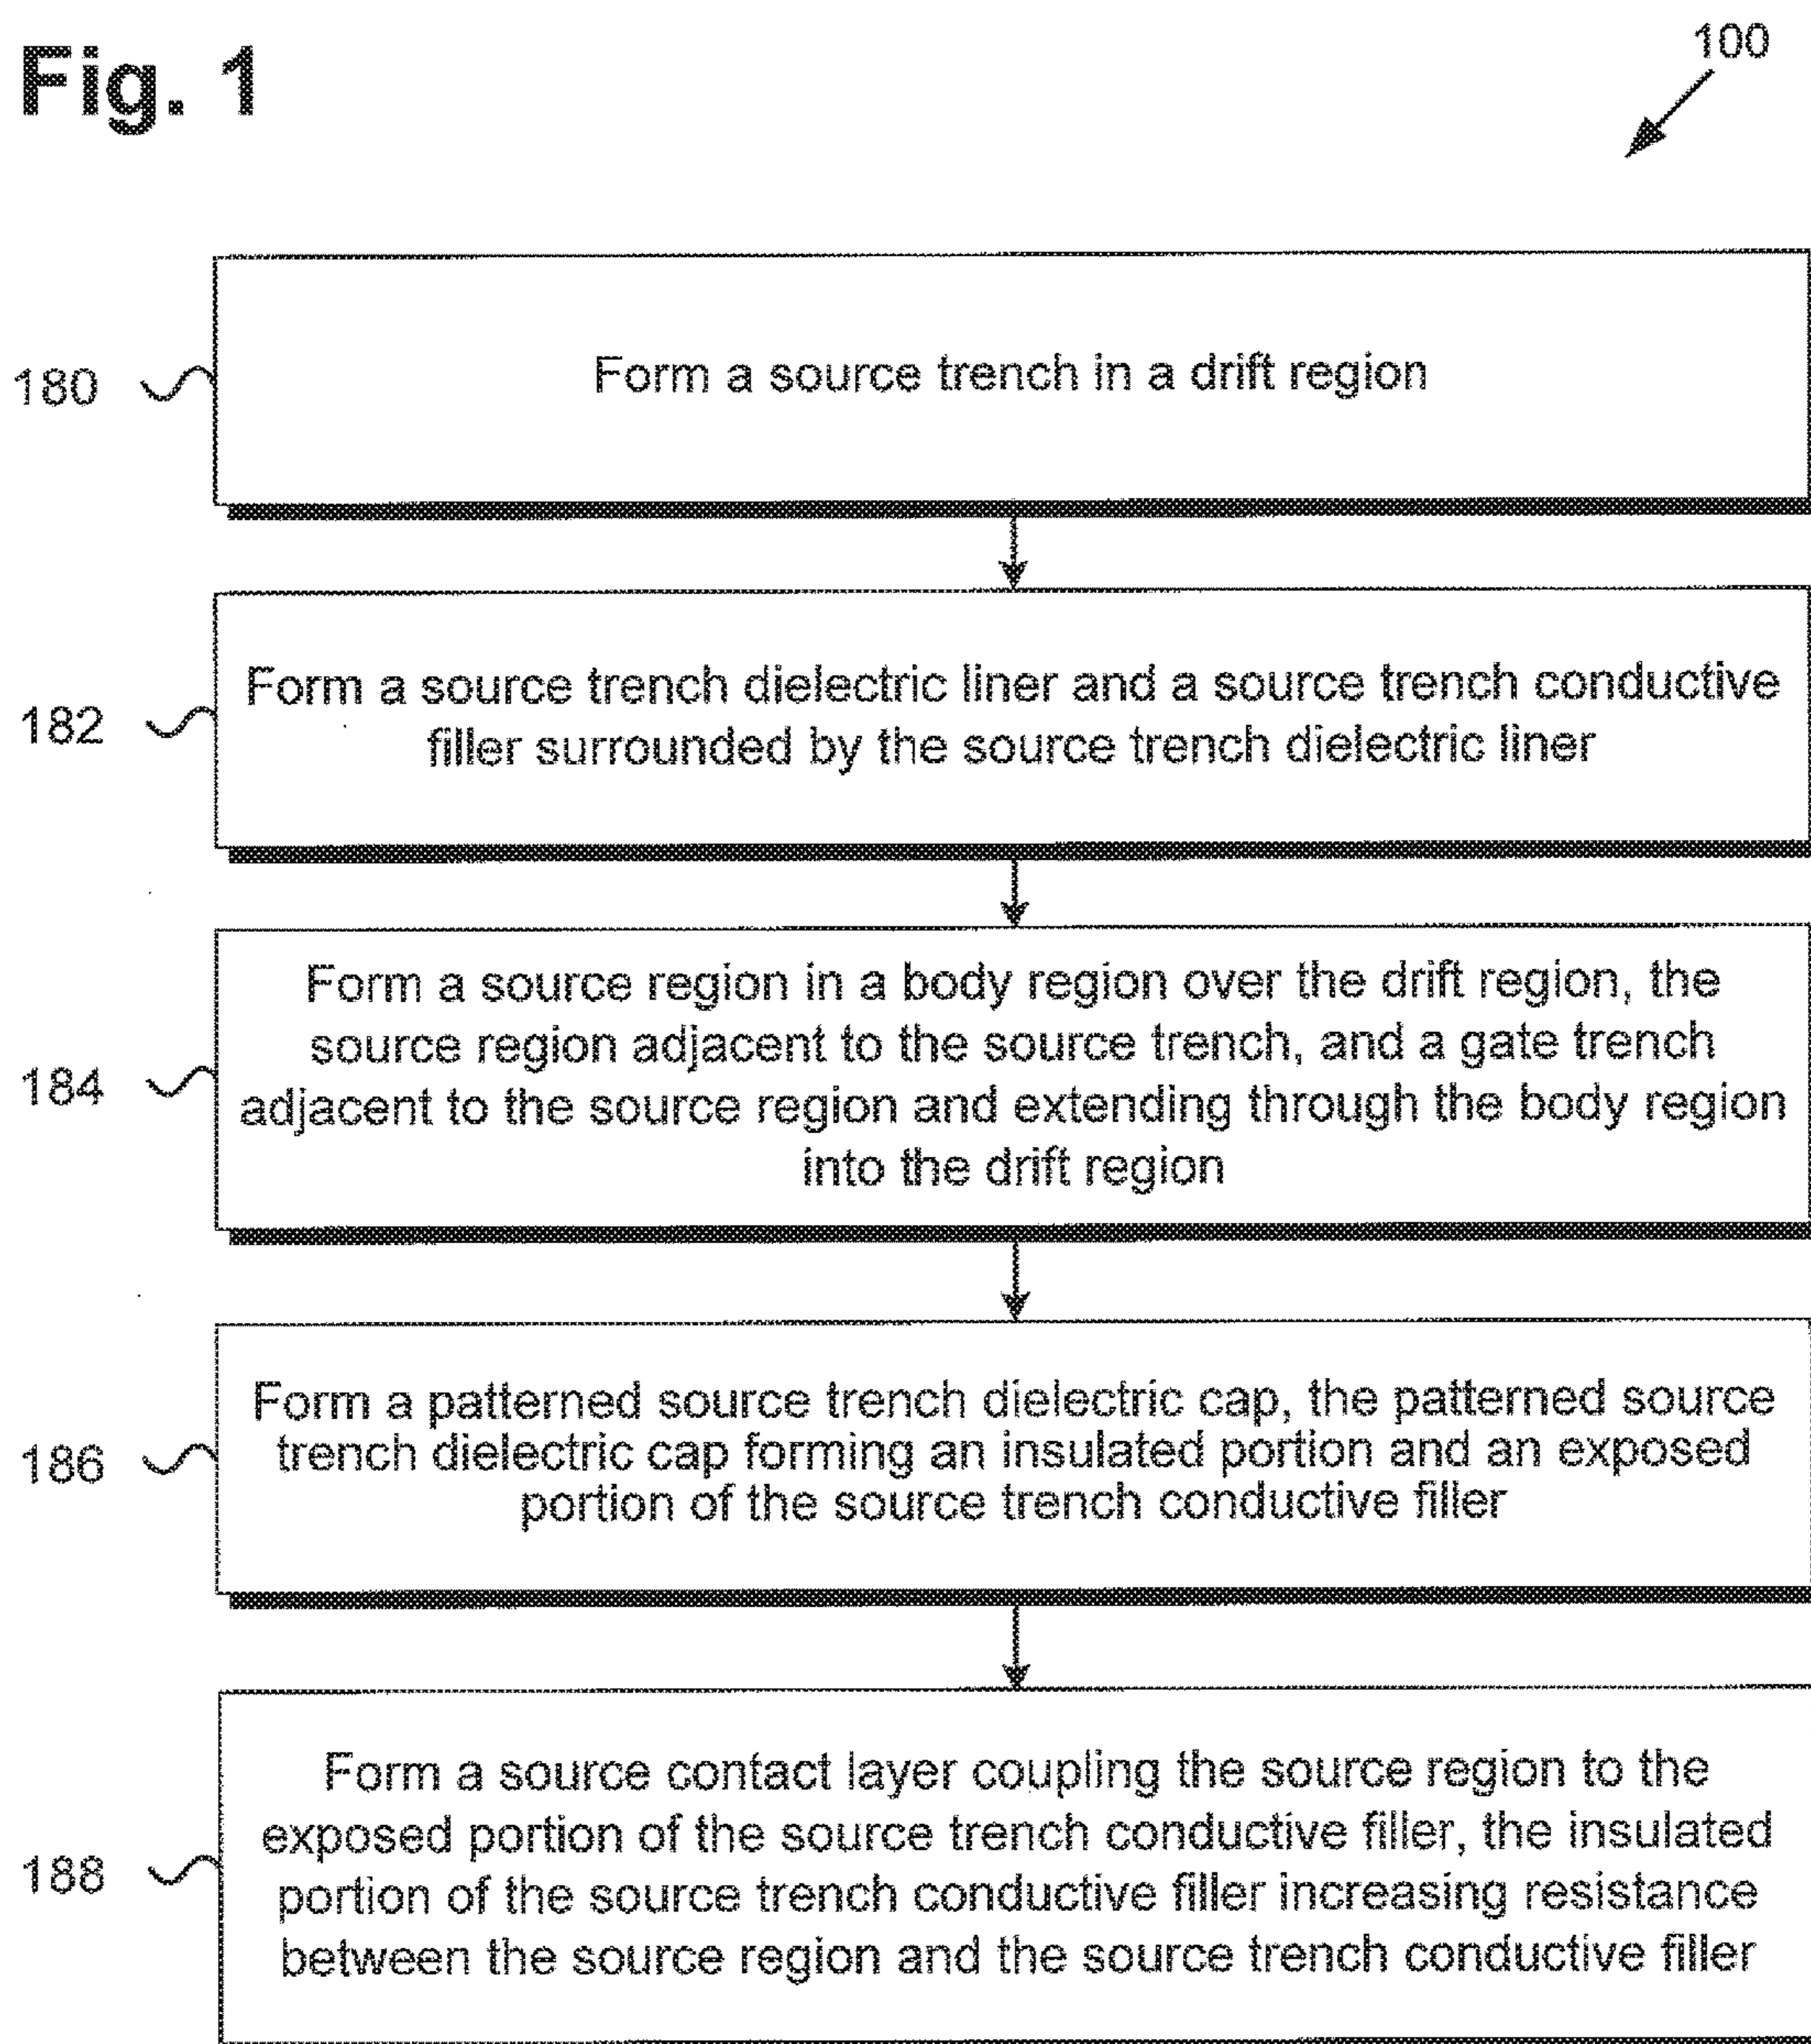 Fig. 1
100
180
Form a source trench in a drift region
182
Form a source trench dielectric liner and a source trench conductive
filler surrounded by the source trench dielectric liner
184
Form a source region in a body region over the drift region, the
source region adjacent to the source trench, and a gate trench
adjacent to the source region and extending through the body region
into the drift region
186
Form a patterned source trench dielectric cap, the patterned source
trench dielectric cap forming an insulated portion and an exposed
portion of the source trench conductive filler
188
Form a source contact layer coupling the source region to the
exposed portion of the source trench conductive filler, the insulated
portion of the source trench conductive filler increasing resistance
between the source region and the source trench conductive filler